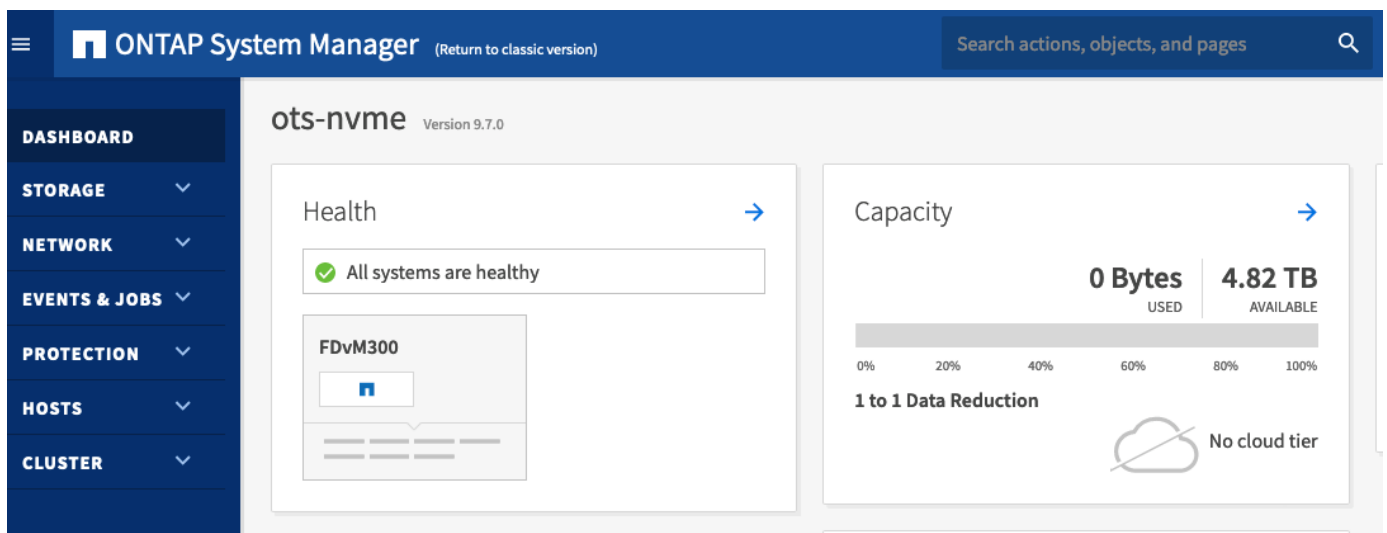 ONTAP System Manager (Return to classic version)
Search actions, objects, and pages
DASHBOARD
STORAGE
NETWORK
EVENTS & JOBS
PROTECTION
HOSTS
CLUSTER
ots-nvme Version 9.7.0
Health
All systems are healthy
FDvM300
Capacity
0 Bytes 4.82 TB
USED AVAILABLE
0% 20% 40% 60% 80% 100%
1 to 1 Data Reduction
No cloud tier